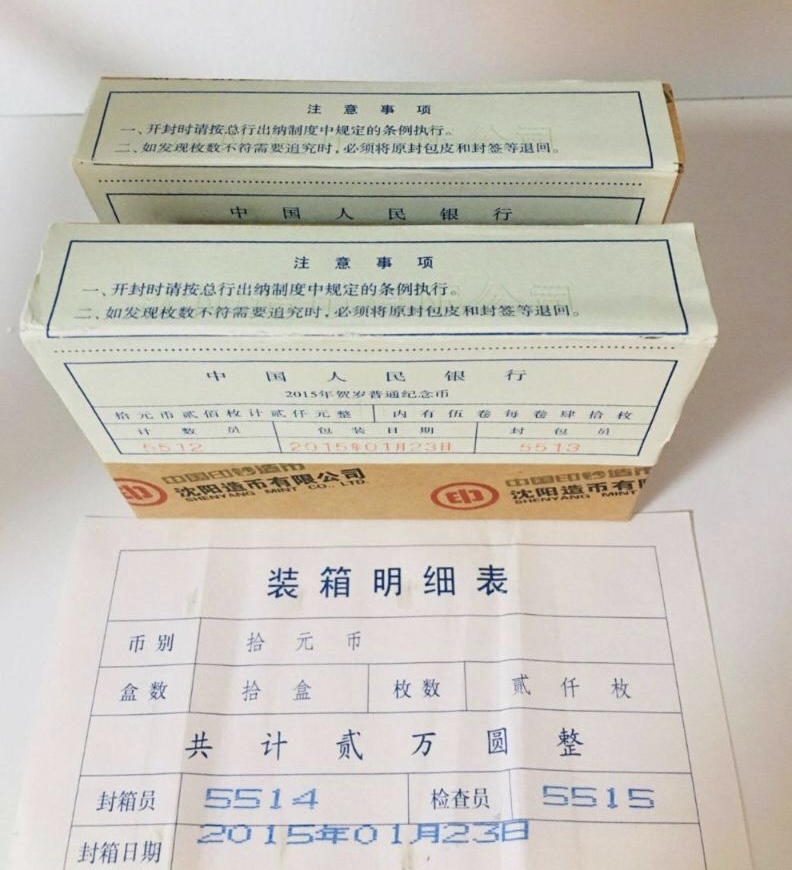 注意事项
一、开封时请按总行出纳制度中规定的条例执行。
二、如发现枚数不符需要追究时，必须将原封包皮和封签等退回。
中国人民银行
注意事项
一、开封时请按总行出纳制度中规定的条例执行。
二、如发现枚数不符需要追究时，必须将原封包皮和封签等退回。
中国人民银行
2015年贺岁普通纪念币
拾元币贰佰枚计贰仟元整 内有伍卷每卷肆拾枚
计数员 包装日期 封包员
5512 2015年01月23日 5513
中国印钞造币 中国印钞造币
沈阳造币有限公司 沈阳造币有限
SHENYANG MINT CO., LTD. SHENYANG MINT
装箱明细表
币别 拾元币
盒数 拾盒 枚数 贰仟枚
共计贰万圆整
封箱员 5514 检查员 5515
封箱日期 2015年01月23日